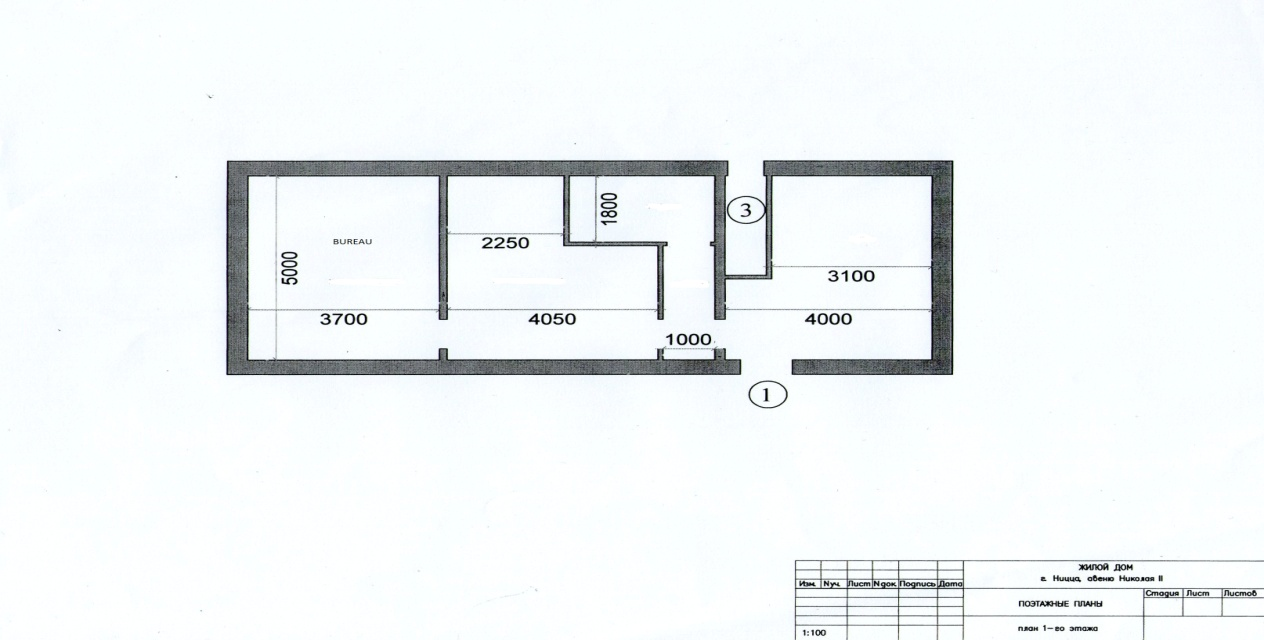 3
1800
BUREAU
2250
5000
3100
3700
4050
4000
1000
1
ЖИЛОЙ ДОМ
г. Ницца, авеню Николая II
Изм. Nуч. Лист Nдок. Подпись Дата
Стадия Лист Листов
ПОЭТАЖНЫЕ ПЛАНЫ
план 1-го этажа
1:100